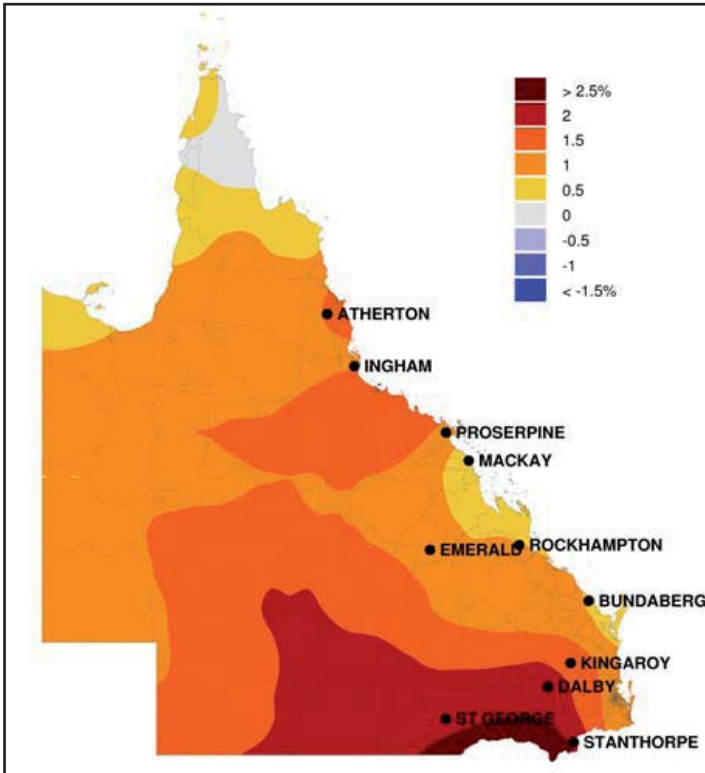 > 2.5%
2
1.5
1
0.5
0
-0.5
-1
< -1.5%
ATHERTON
INGHAM
PROSERPINE
MACKAY
EMERALD
ROCKHAMPTON
BUNDABERG
KINGAROY
DALBY
ST GEORGE
STANTHORPE